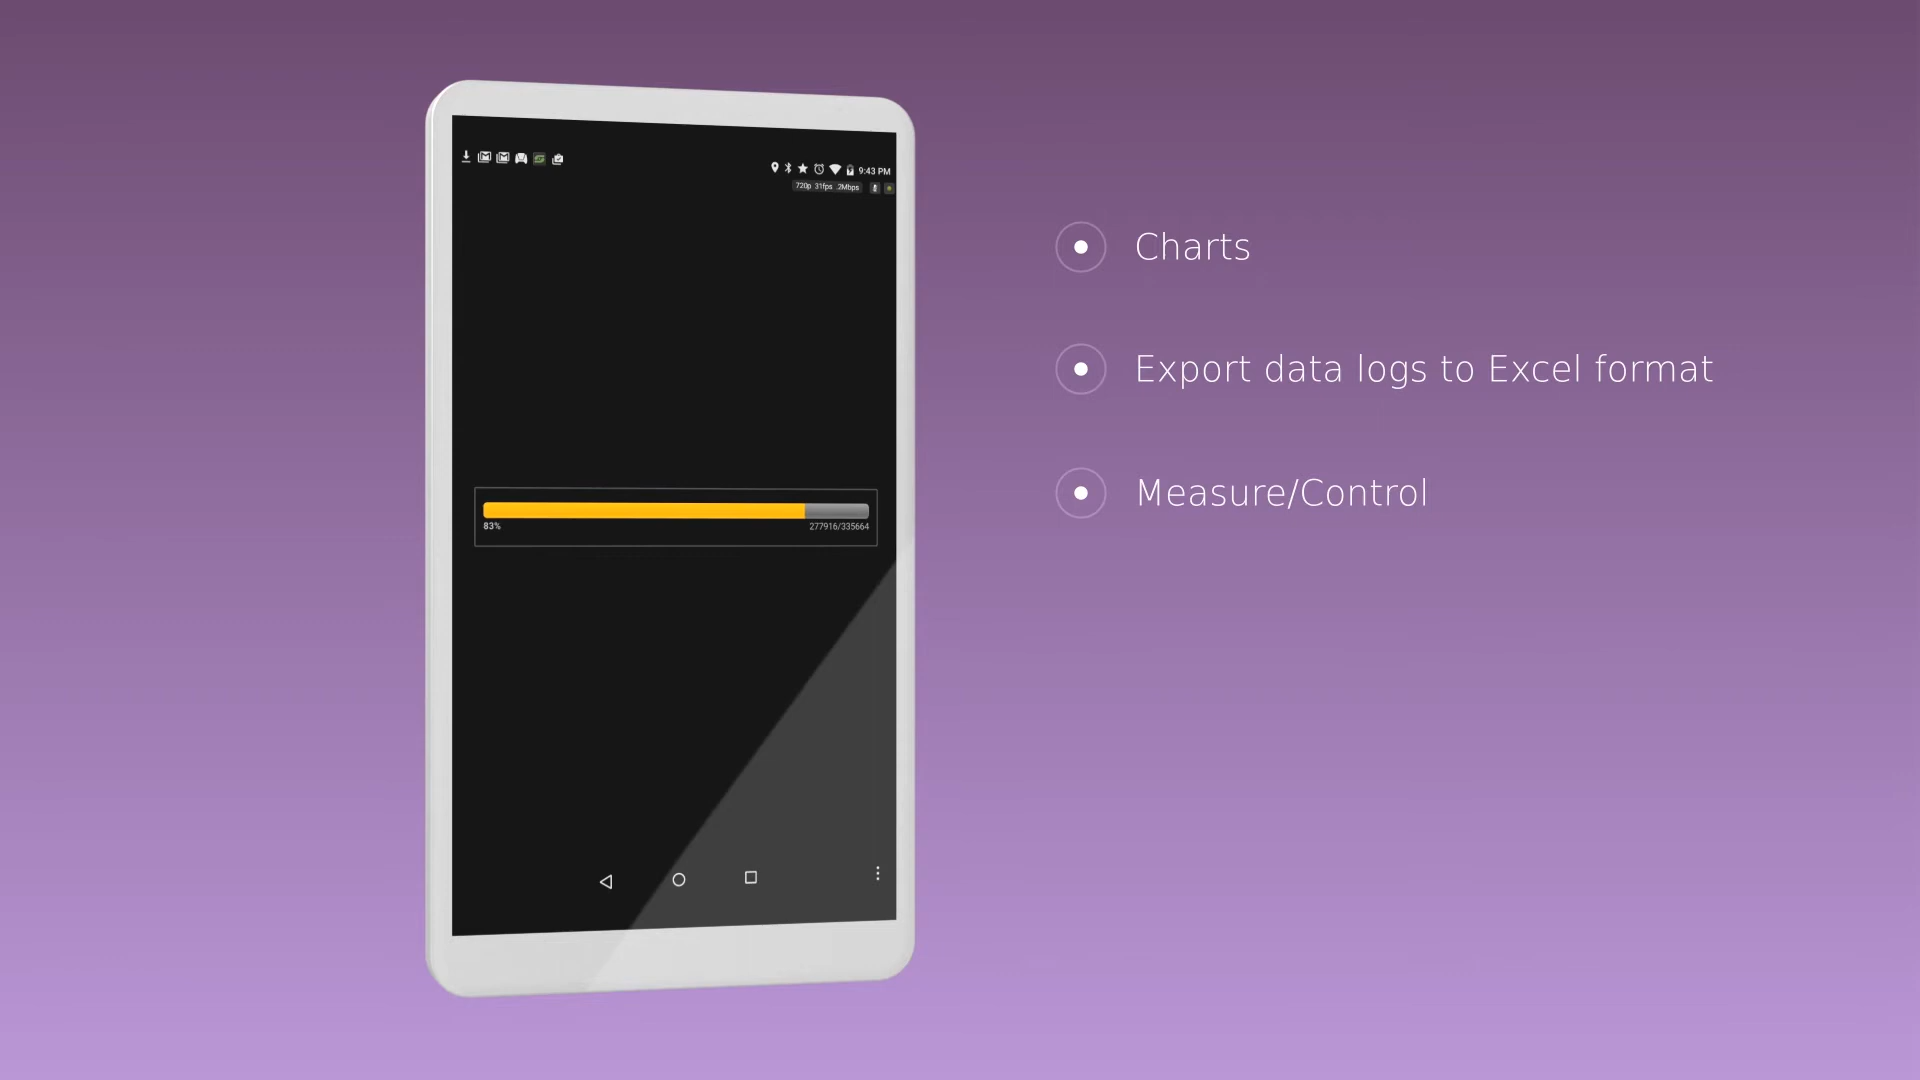 9:43 PM
720p 31fps .2Mbps
83%
277916/335664
Charts
Export data logs to Excel format
Measure/Control